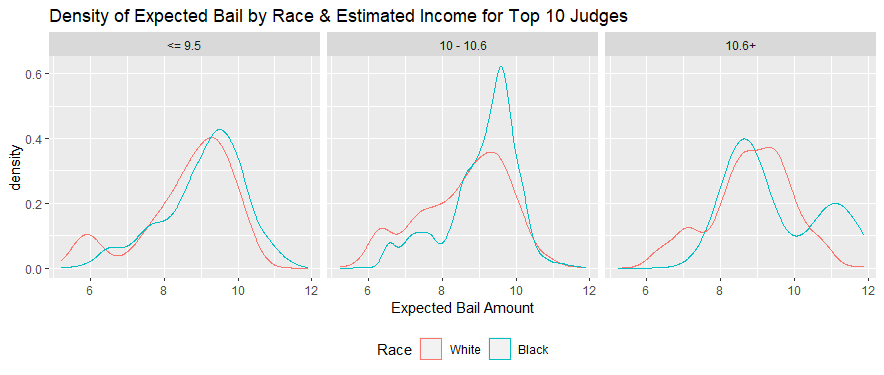 Density of Expected Bail by Race & Estimated Income for Top 10 Judges
<= 9.5
10 - 10.6
10.6+
density
0.6
0.4
0.2
0.0
6 8 10 12
6 8 10 12
6 8 10 12
Expected Bail Amount
Race White Black